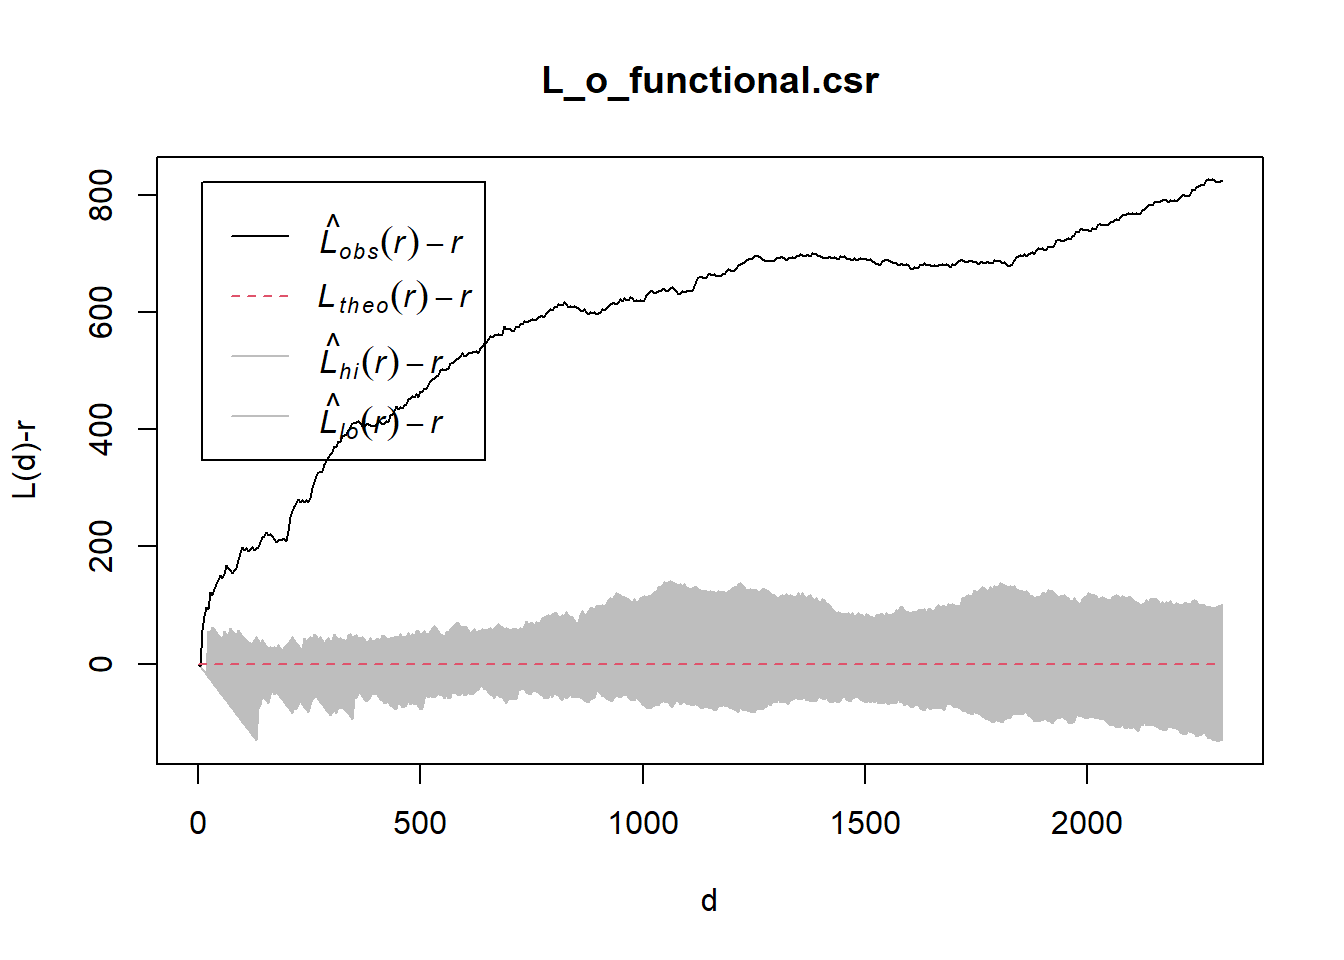 L_o_functional.csr
L̂obs(r) − r
Ltheo(r) − r
L̂hi(r) − r
L̂lo(r) − r
L(d)-r
800
600
400
200
0
0 500 1000 1500 2000
d